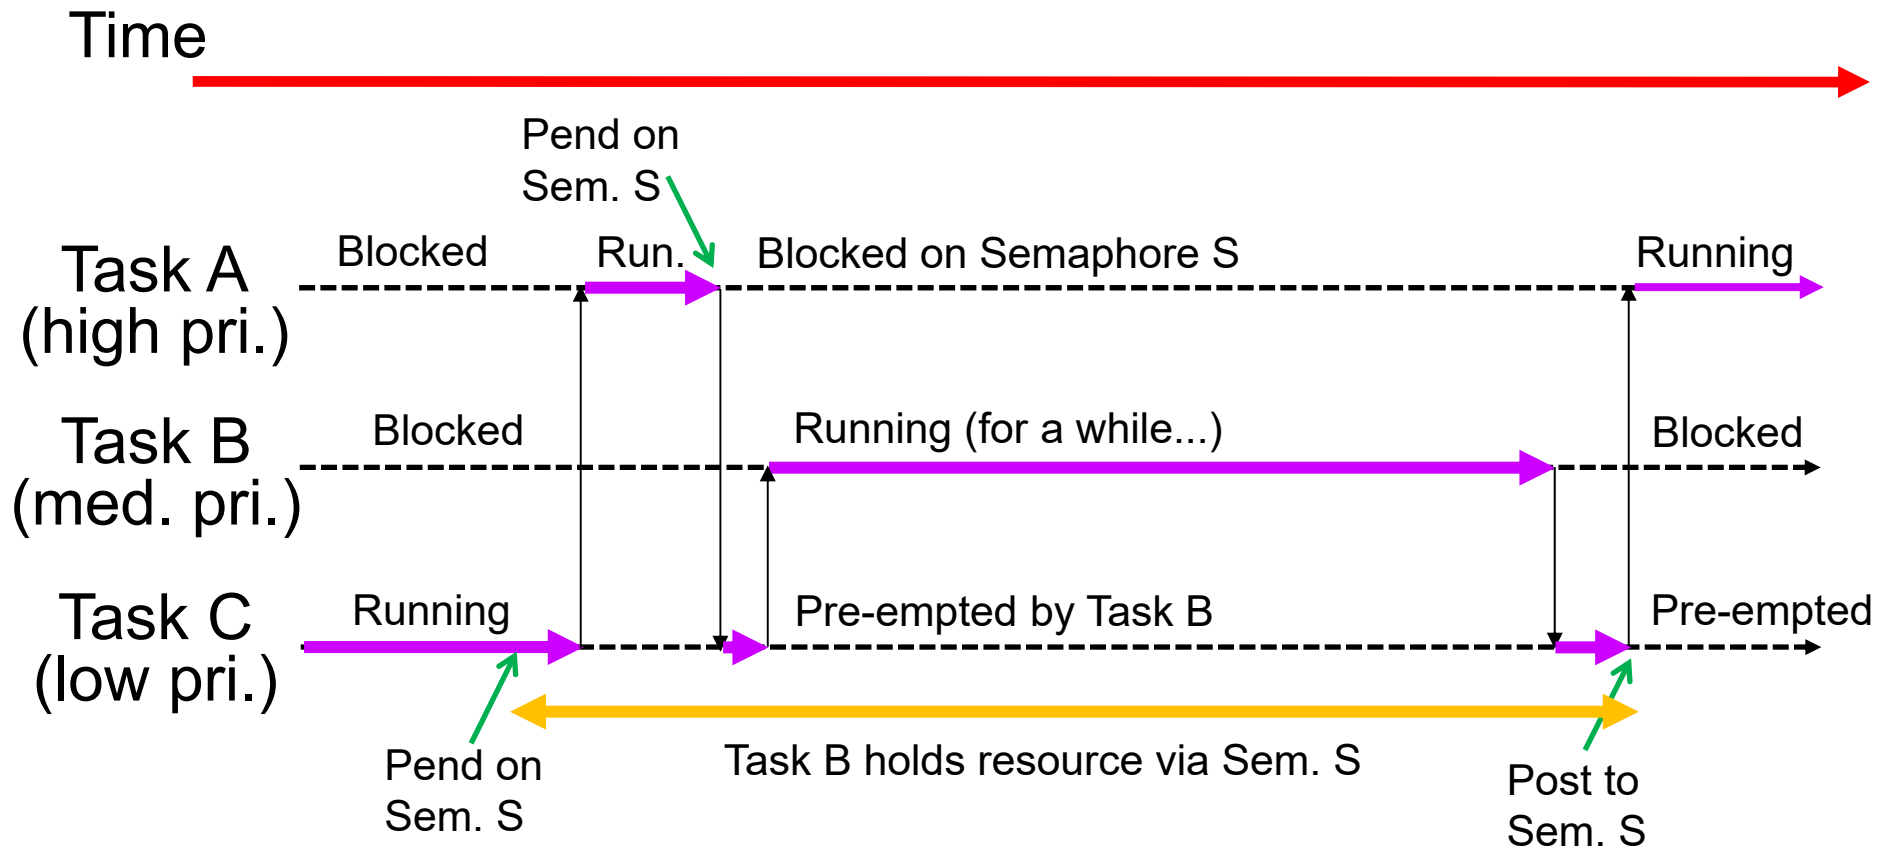 Time
Pend on
Sem. S
Task A
(high pri.)
Blocked
Run.
Blocked on Semaphore S
Running
Task B
(med. pri.)
Blocked
Running (for a while...)
Blocked
Task C
(low pri.)
Running
Pre-empted by Task B
Pre-empted
Pend on
Sem. S
Task B holds resource via Sem. S
Post to
Sem. S